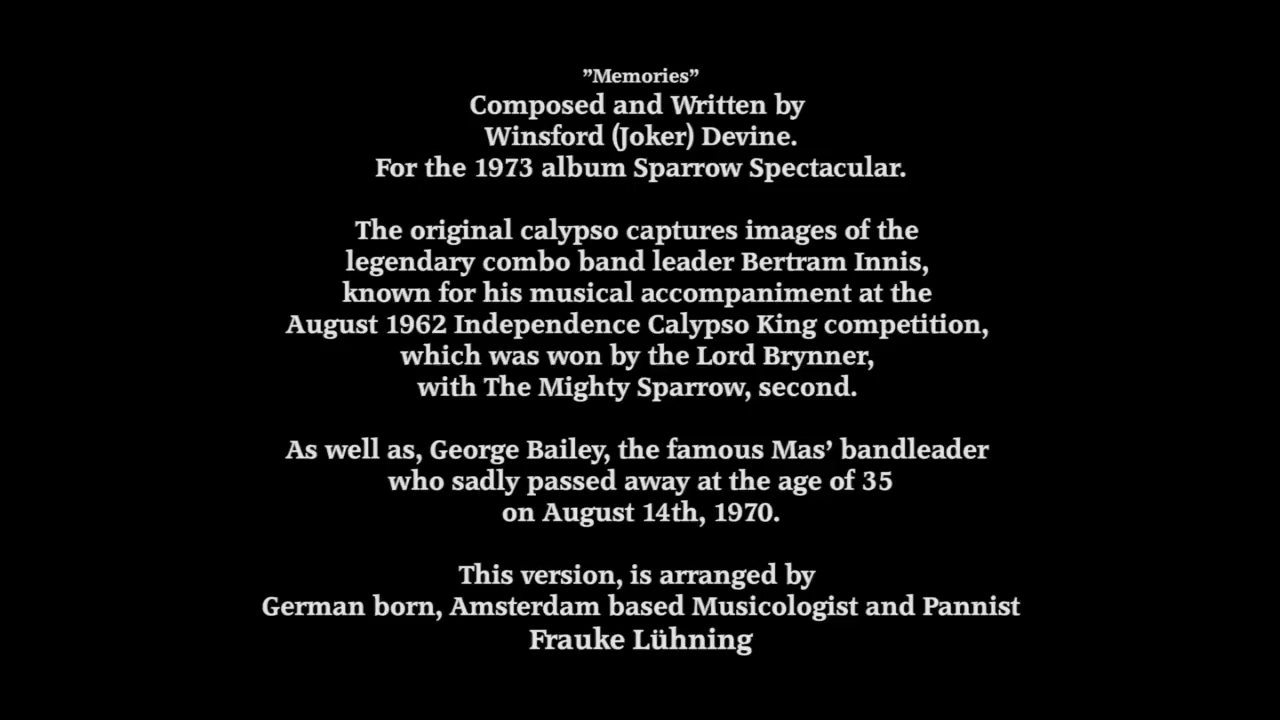 ”Memories”
Composed and Written by
Winsford (Joker) Devine.
For the 1973 album Sparrow Spectacular.
The original calypso captures images of the
legendary combo band leader Bertram Innis,
known for his musical accompaniment at the
August 1962 Independence Calypso King competition,
which was won by the Lord Brynner,
with The Mighty Sparrow, second.
As well as, George Bailey, the famous Mas’ bandleader
who sadly passed away at the age of 35
on August 14th, 1970.
This version, is arranged by
German born, Amsterdam based Musicologist and Pannist
Frauke Lühning